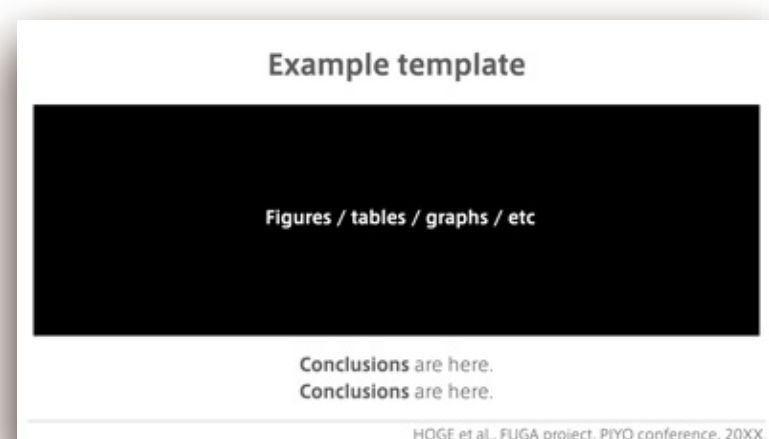 Example template
Figures / tables / graphs / etc
Conclusions are here.
Conclusions are here.
HOGE et al., FUGA project, PIYO conference, 20XX.